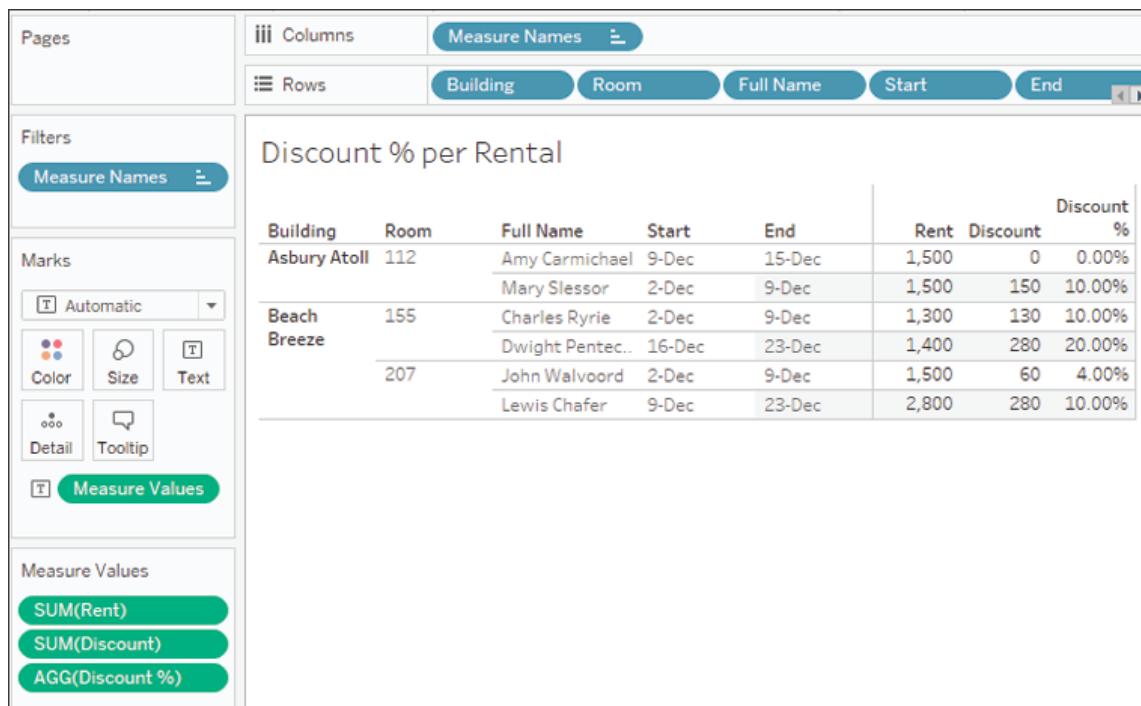 Pages
Columns Measure Names
Rows Building Room Full Name Start End
Filters
Measure Names
Marks
T Automatic
Color Size T Text
Detail Tooltip
T Measure Values
Measure Values
SUM(Rent)
SUM(Discount)
AGG(Discount %)
Discount % per Rental
Building Room Full Name Start End Rent Discount Discount %
Asbury Atoll 112 Amy Carmichael 9-Dec 15-Dec 1,500 0 0.00%
Mary Slessor 2-Dec 9-Dec 1,500 150 10.00%
Beach Breeze 155 Charles Ryrie 2-Dec 9-Dec 1,300 130 10.00%
Dwight Pentec.. 16-Dec 23-Dec 1,400 280 20.00%
207 John Walvoord 2-Dec 9-Dec 1,500 60 4.00%
Lewis Chafer 9-Dec 23-Dec 2,800 280 10.00%